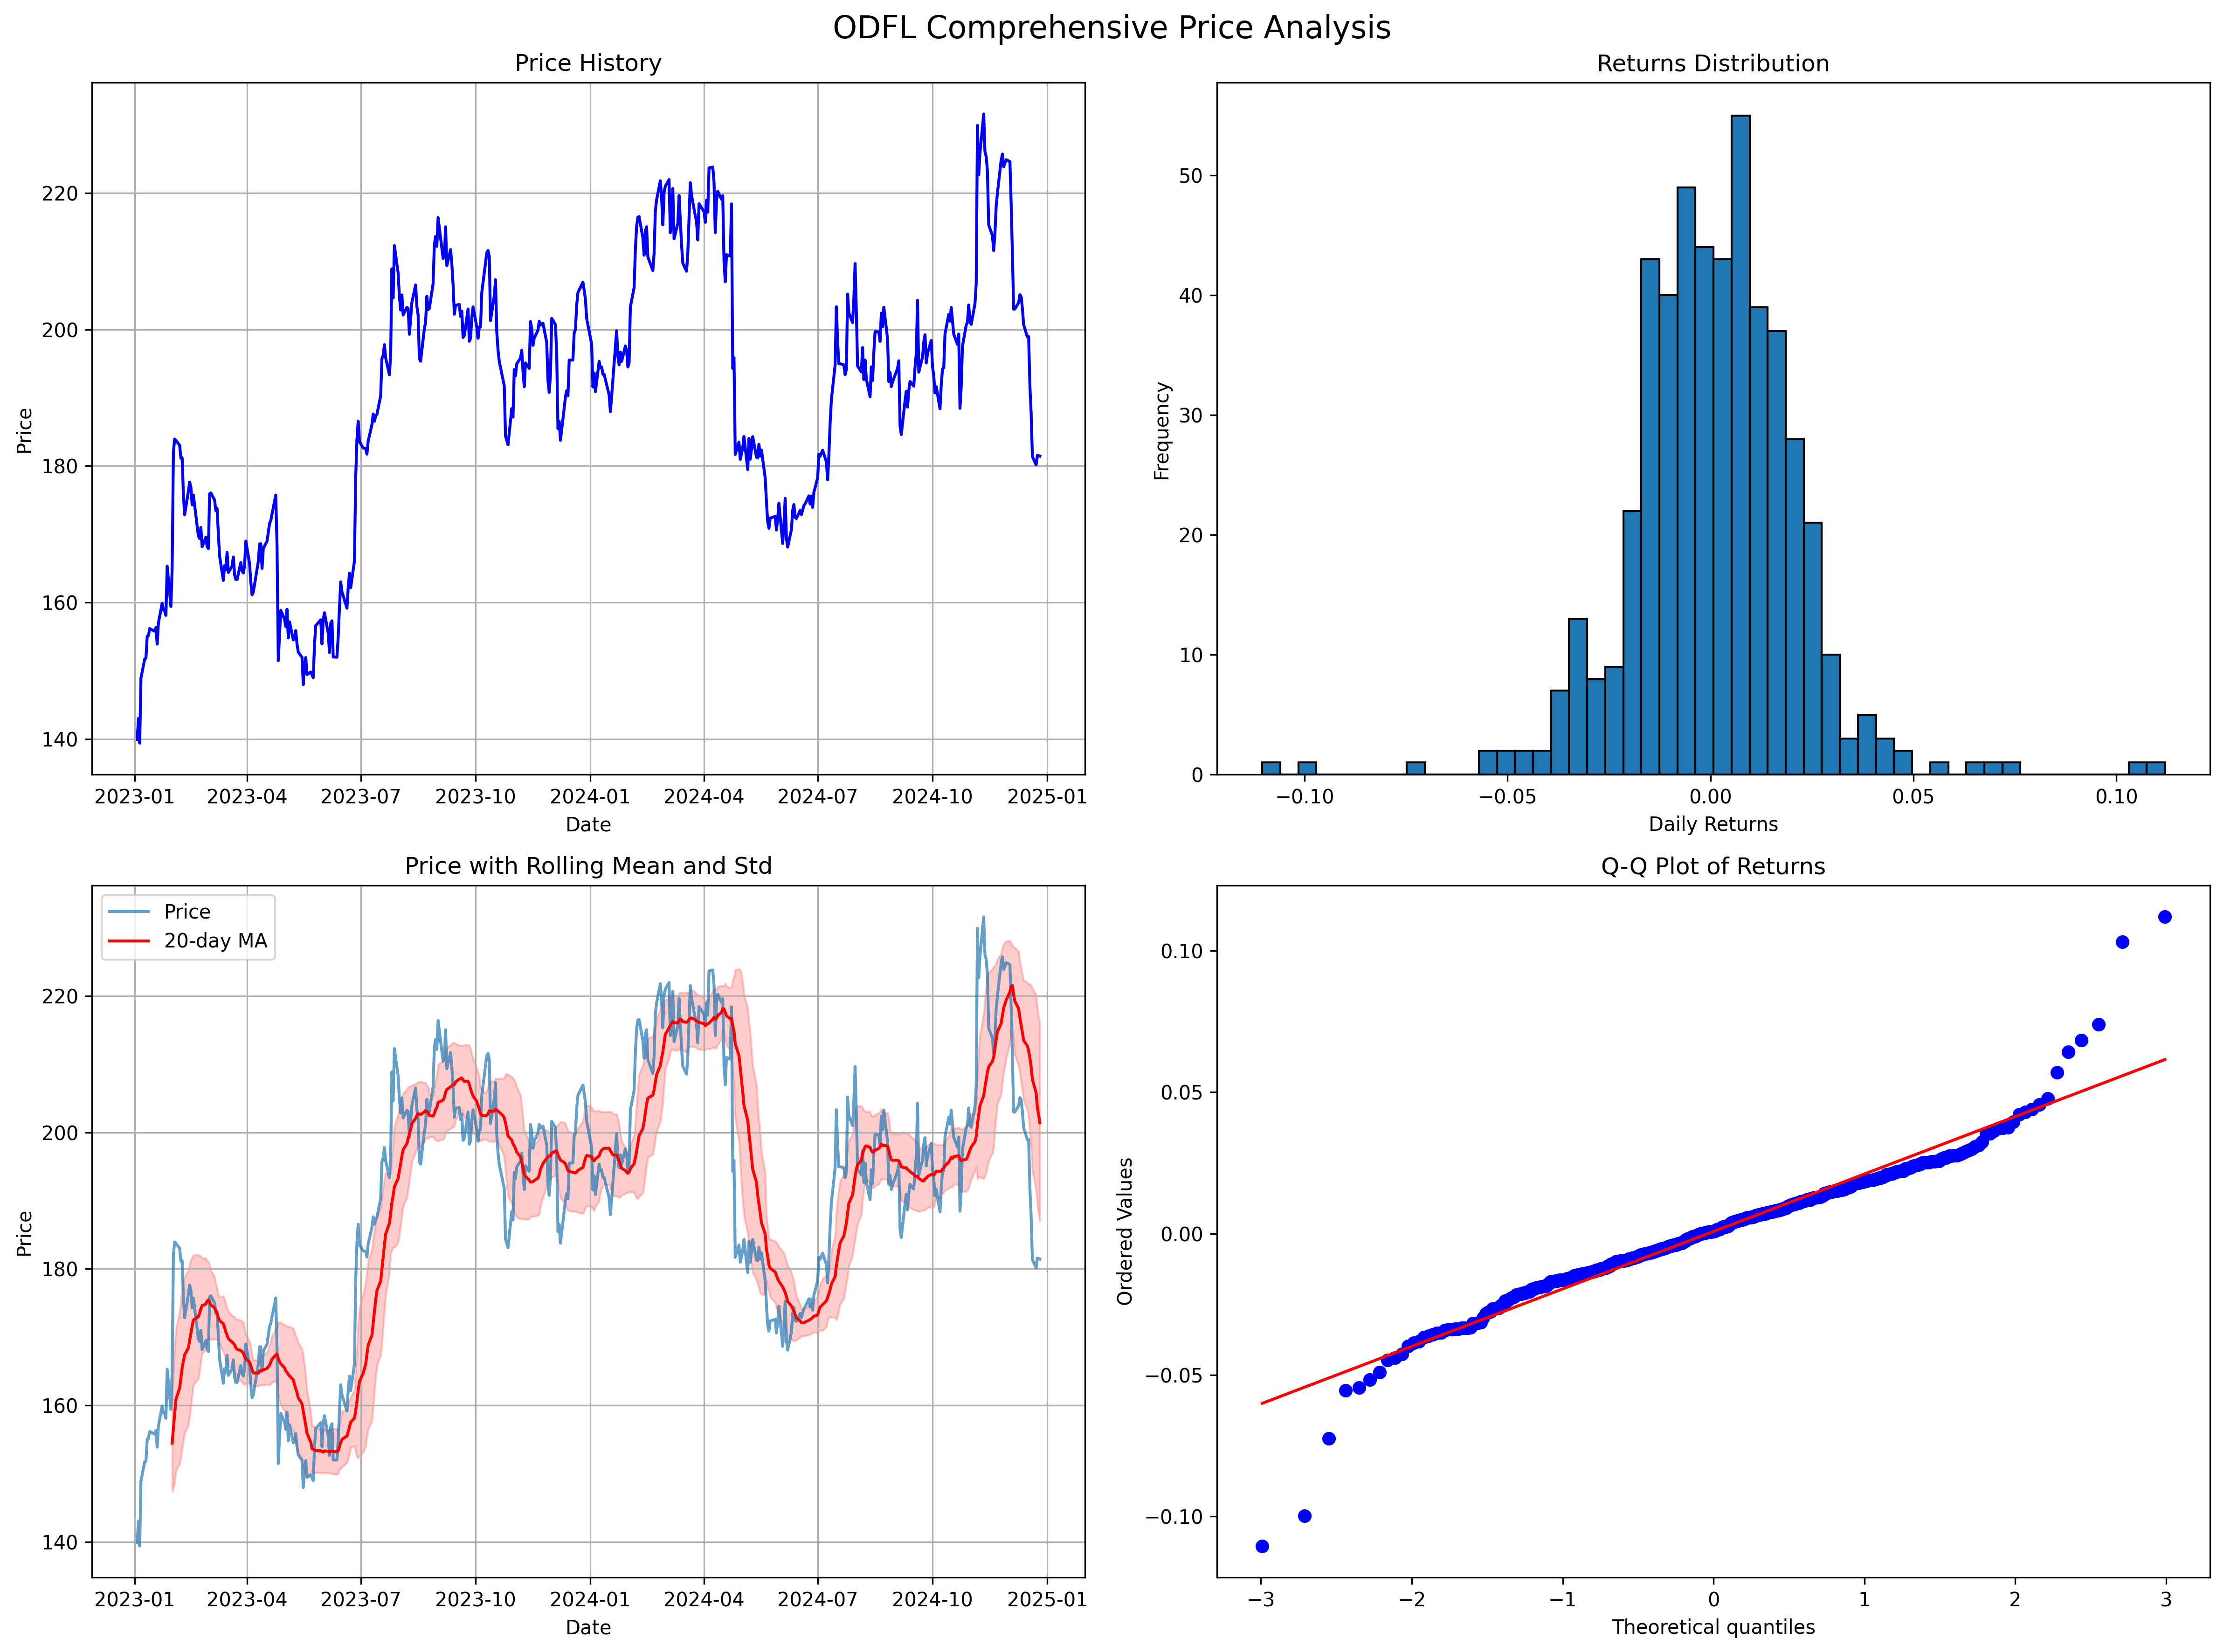 ODFL Comprehensive Price Analysis
Price History
Price
220
200
180
160
140
2023-01 2023-04 2023-07 2023-10 2024-01 2024-04 2024-07 2024-10 2025-01
Date
Returns Distribution
Frequency
50
40
30
20
10
0
−0.10 −0.05 0.00 0.05 0.10
Daily Returns
Price with Rolling Mean and Std
Price
20-day MA
Price
220
200
180
160
140
2023-01 2023-04 2023-07 2023-10 2024-01 2024-04 2024-07 2024-10 2025-01
Date
Q-Q Plot of Returns
Ordered Values
0.10
0.05
0.00
−0.05
−0.10
−3 −2 −1 0 1 2 3
Theoretical quantiles